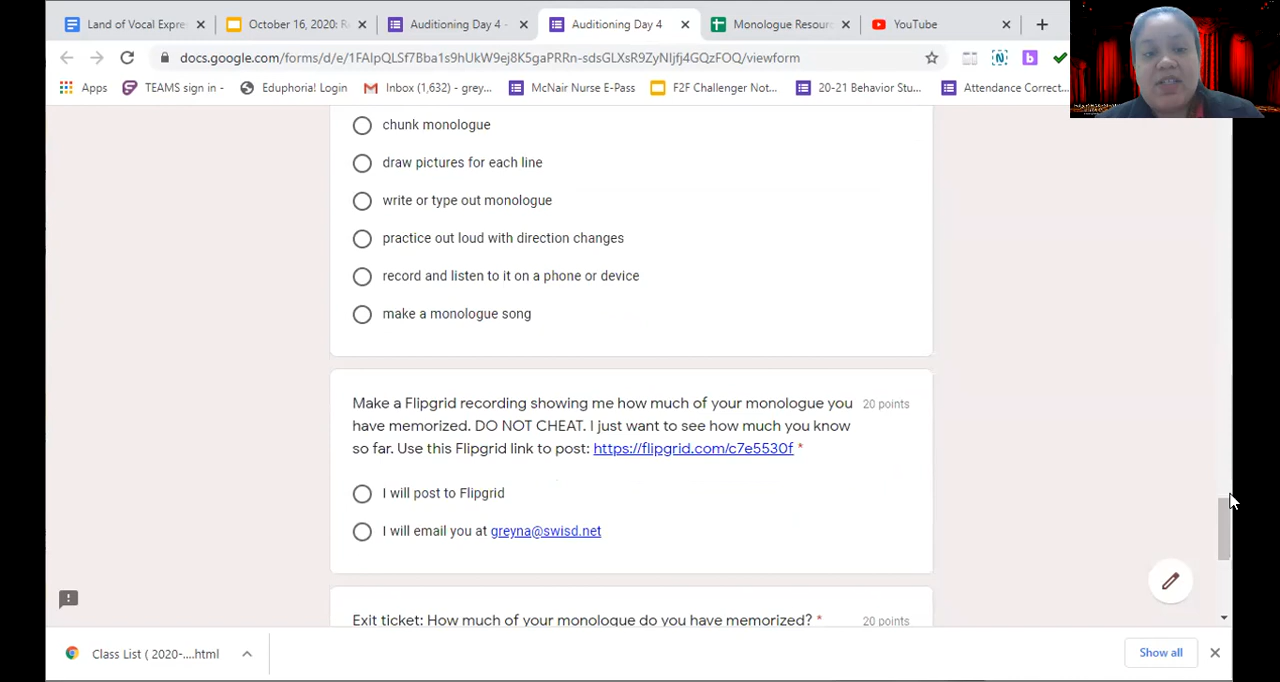 Land of Vocal Expre
October 16, 2020: R
Auditioning Day 4 -
Auditioning Day 4
Monologue Resour
YouTube
docs.google.com/forms/d/e/1FAIpQLSf7Bba1s9hUkW9ej8K5gaPRRn-sdsGLXsR9ZyNIjfj4GQzFOQ/viewform
Apps
TEAMS sign in -
Eduphoria! Login
Inbox (1,632) - grey...
McNair Nurse E-Pass
F2F Challenger Not...
20-21 Behavior Stu...
Attendance Correct...
chunk monologue
draw pictures for each line
write or type out monologue
practice out loud with direction changes
record and listen to it on a phone or device
make a monologue song
Make a Flipgrid recording showing me how much of your monologue you 20 points
have memorized. DO NOT CHEAT. I just want to see how much you know
so far. Use this Flipgrid link to post: https://flipgrid.com/c7e5530f *
I will post to Flipgrid
I will email you at greyna@swisd.net
Exit ticket: How much of your monologue do you have memorized? * 20 points
Class List ( 2020-....html
Show all